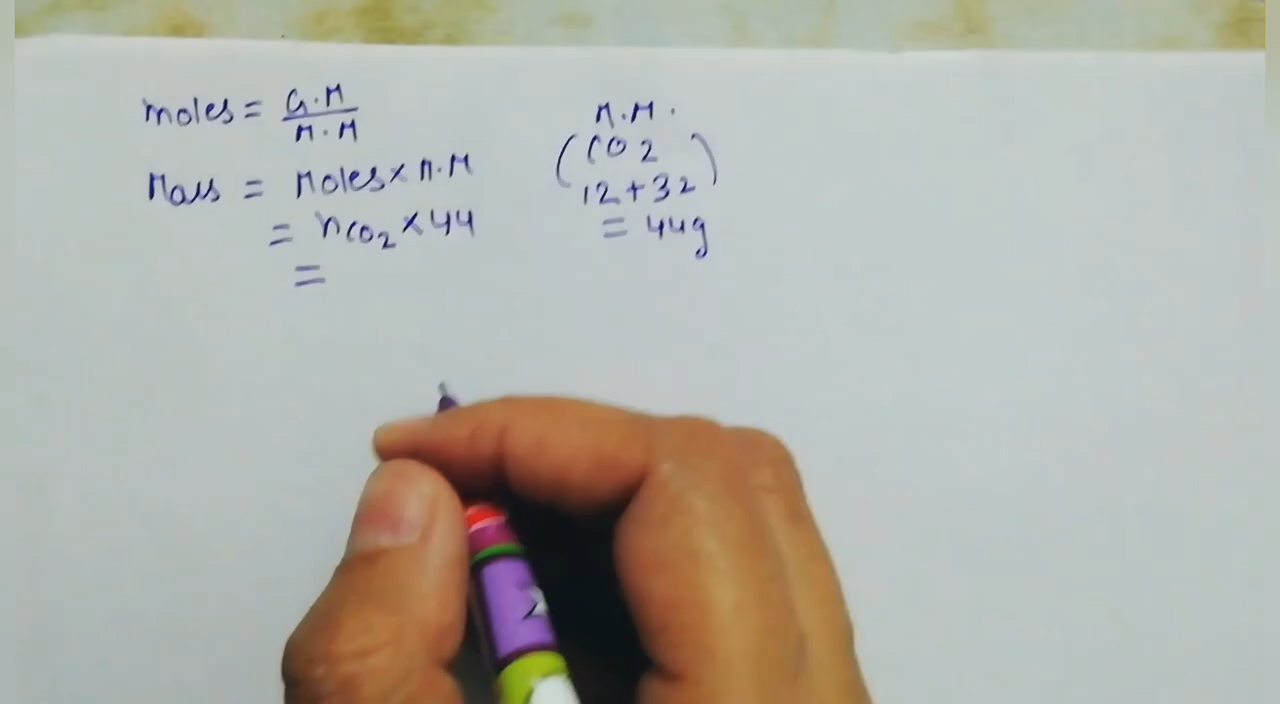 moles = G.M
M.M
Mass = Moles × M.M
= nCO2 × 44
=
M.M.
(CO2)
12 + 32
= 44g